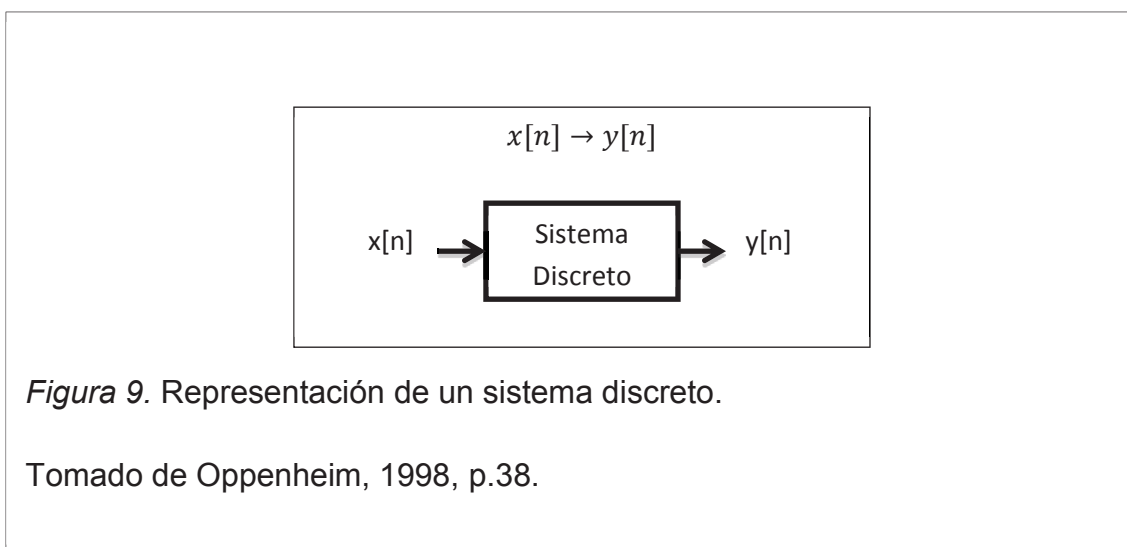 x[n] → y[n]
x[n]
Sistema
Discreto
y[n]
Figura 9. Representación de un sistema discreto.
Tomado de Oppenheim, 1998, p.38.